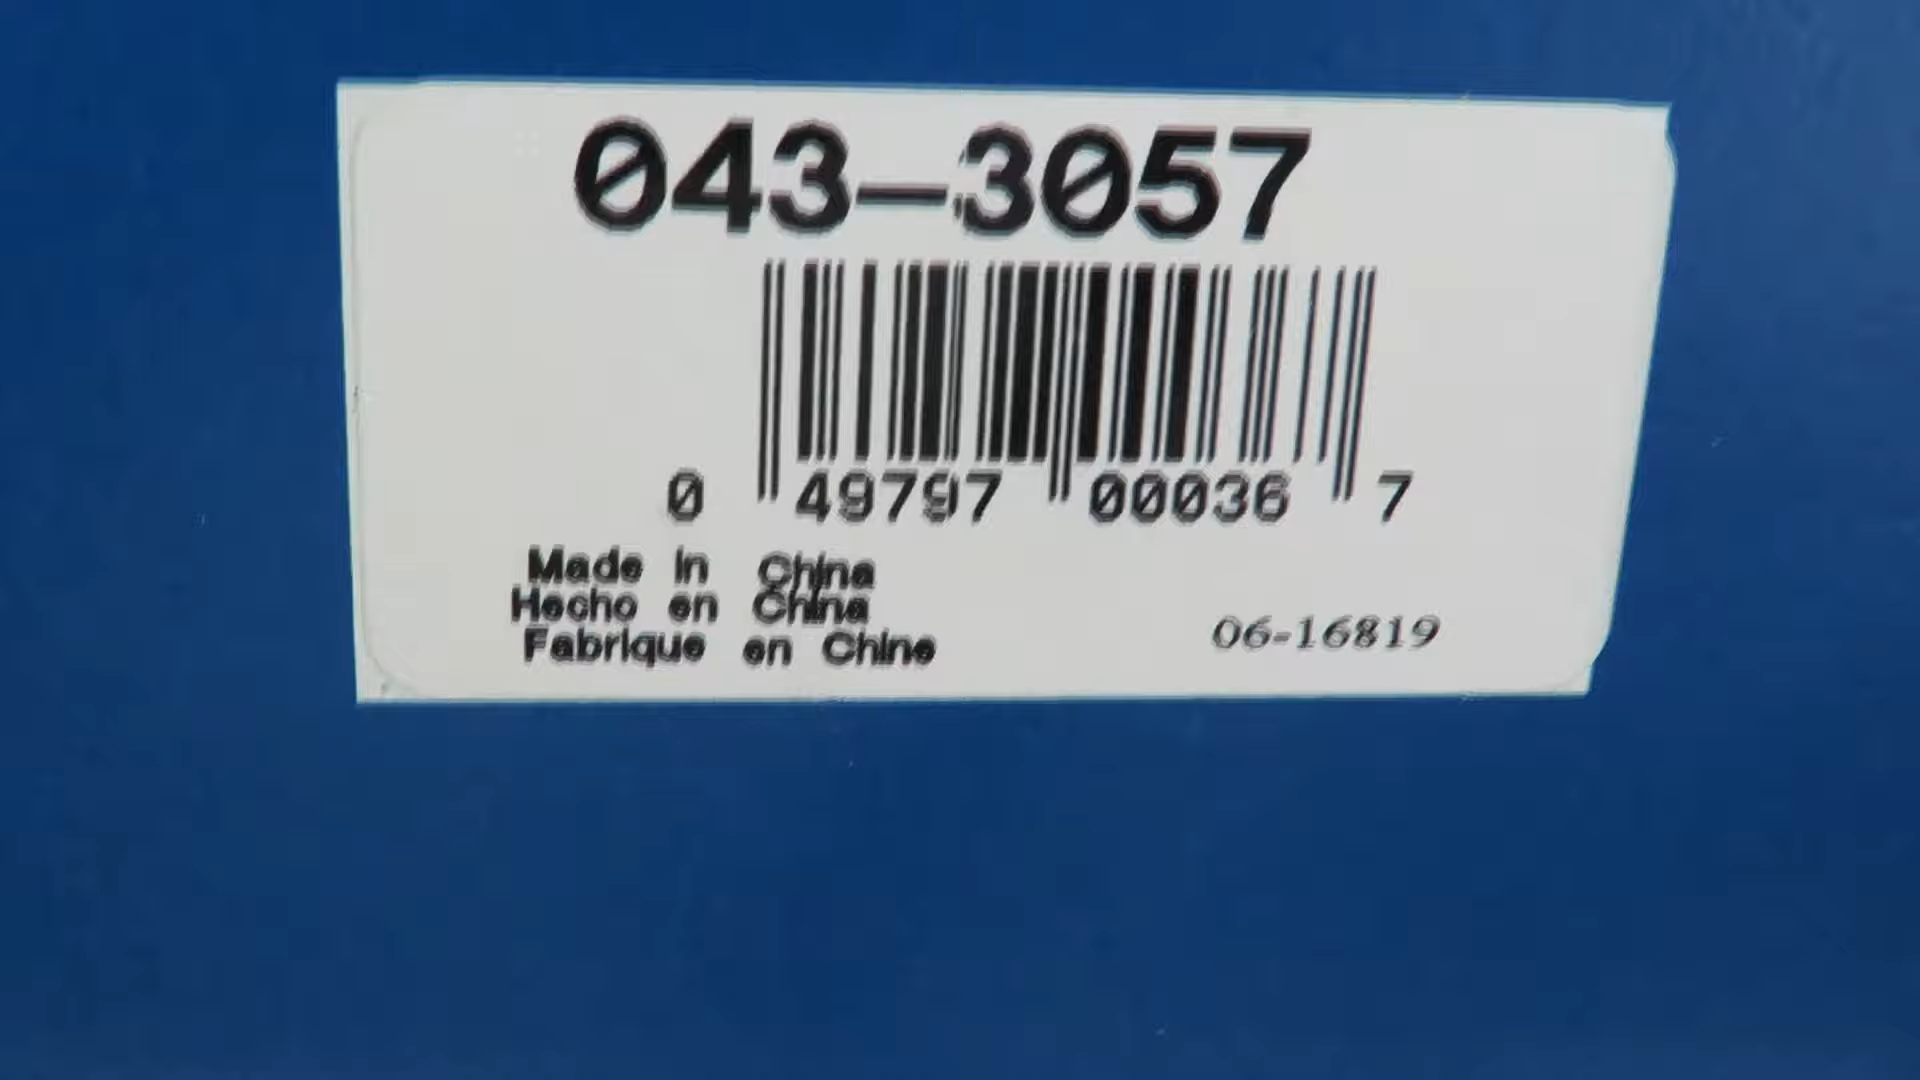 043-3057
0 49797 00036 7
Made in China
Hecho en China
Fabrique en Chine
06-16819